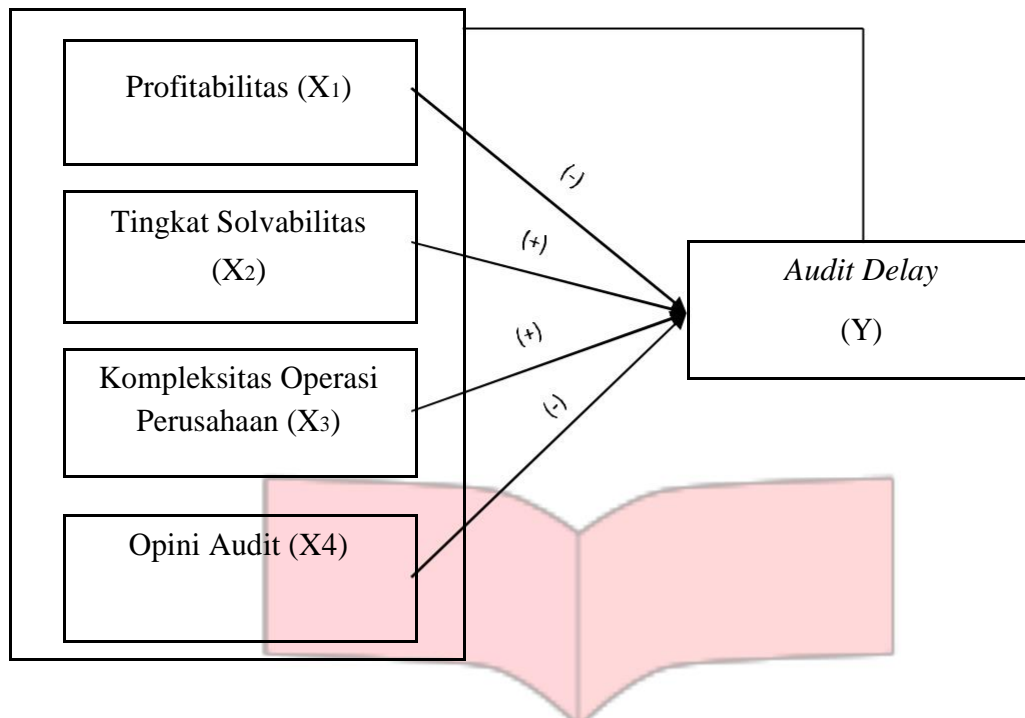 Profitabilitas (X1)
(-)
Tingkat Solvabilitas
(X2)
(+)
Audit Delay
(Y)
Kompleksitas Operasi
Perusahaan (X3)
(+)
(-)
Opini Audit (X4)